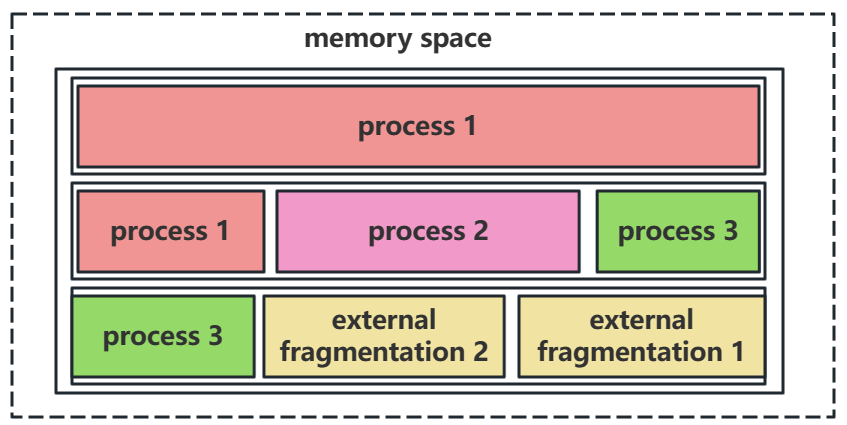 memory space
process 1
process 1
process 2
process 3
process 3
external
fragmentation 2
external
fragmentation 1